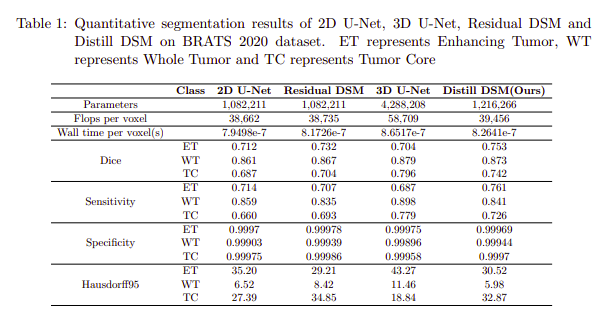 Table 1: Quantitative segmentation results of 2D U-Net, 3D U-Net, Residual DSM and
Distill DSM on BRATS 2020 dataset. ET represents Enhancing Tumor, WT
represents Whole Tumor and TC represents Tumor Core
Class 2D U-Net Residual DSM 3D U-Net Distill DSM(Ours)
Parameters 1,082,211 1,082,211 4,288,208 1,216,266
Flops per voxel 38,662 38,735 58,709 39,456
Wall time per voxel(s) 7.9498e-7 8.1726e-7 8.6517e-7 8.2641e-7
ET 0.712 0.732 0.704 0.753
Dice WT 0.861 0.867 0.879 0.873
TC 0.687 0.704 0.796 0.742
ET 0.714 0.707 0.687 0.761
Sensitivity WT 0.859 0.835 0.898 0.841
TC 0.660 0.693 0.779 0.726
ET 0.9997 0.99978 0.99975 0.99969
Specificity WT 0.99903 0.99939 0.99896 0.99944
TC 0.99975 0.99986 0.99958 0.9997
ET 35.20 29.21 43.27 30.52
Hausdorff95 WT 6.52 8.42 11.46 5.98
TC 27.39 34.85 18.84 32.87